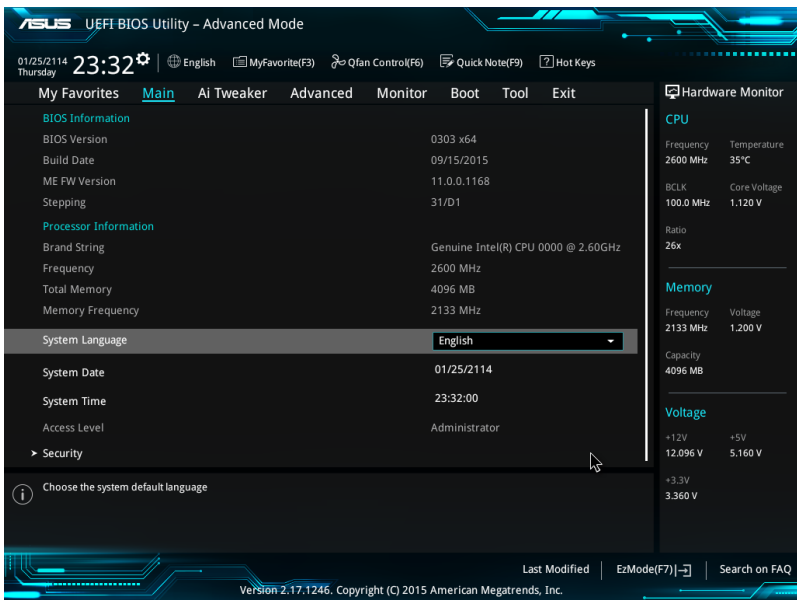 ASUS UEFI BIOS Utility – Advanced Mode
01/25/2114 Thursday 23:32 English MyFavorite(F3) Qfan Control(F6) Quick Note(F9) ? Hot Keys
My Favorites Main Ai Tweaker Advanced Monitor Boot Tool Exit
Hardware Monitor
BIOS Information
BIOS Version 0303 x64
Build Date 09/15/2015
ME FW Version 11.0.0.1168
Stepping 31/D1
Processor Information
Brand String Genuine Intel(R) CPU 0000 @ 2.60GHz
Frequency 2600 MHz
Total Memory 4096 MB
Memory Frequency 2133 MHz
System Language English
System Date 01/25/2114
System Time 23:32:00
Access Level Administrator
Security
CPU
Frequency Temperature
2600 MHz 35°C
BCLK Core Voltage
100.0 MHz 1.120 V
Ratio
26x
Memory
Frequency Voltage
2133 MHz 1.200 V
Capacity
4096 MB
Voltage
+12V +5V
12.096 V 5.160 V
+3.3V
3.360 V
i Choose the system default language
Last Modified EzMode(F7) Search on FAQ
Version 2.17.1246. Copyright (C) 2015 American Megatrends, Inc.